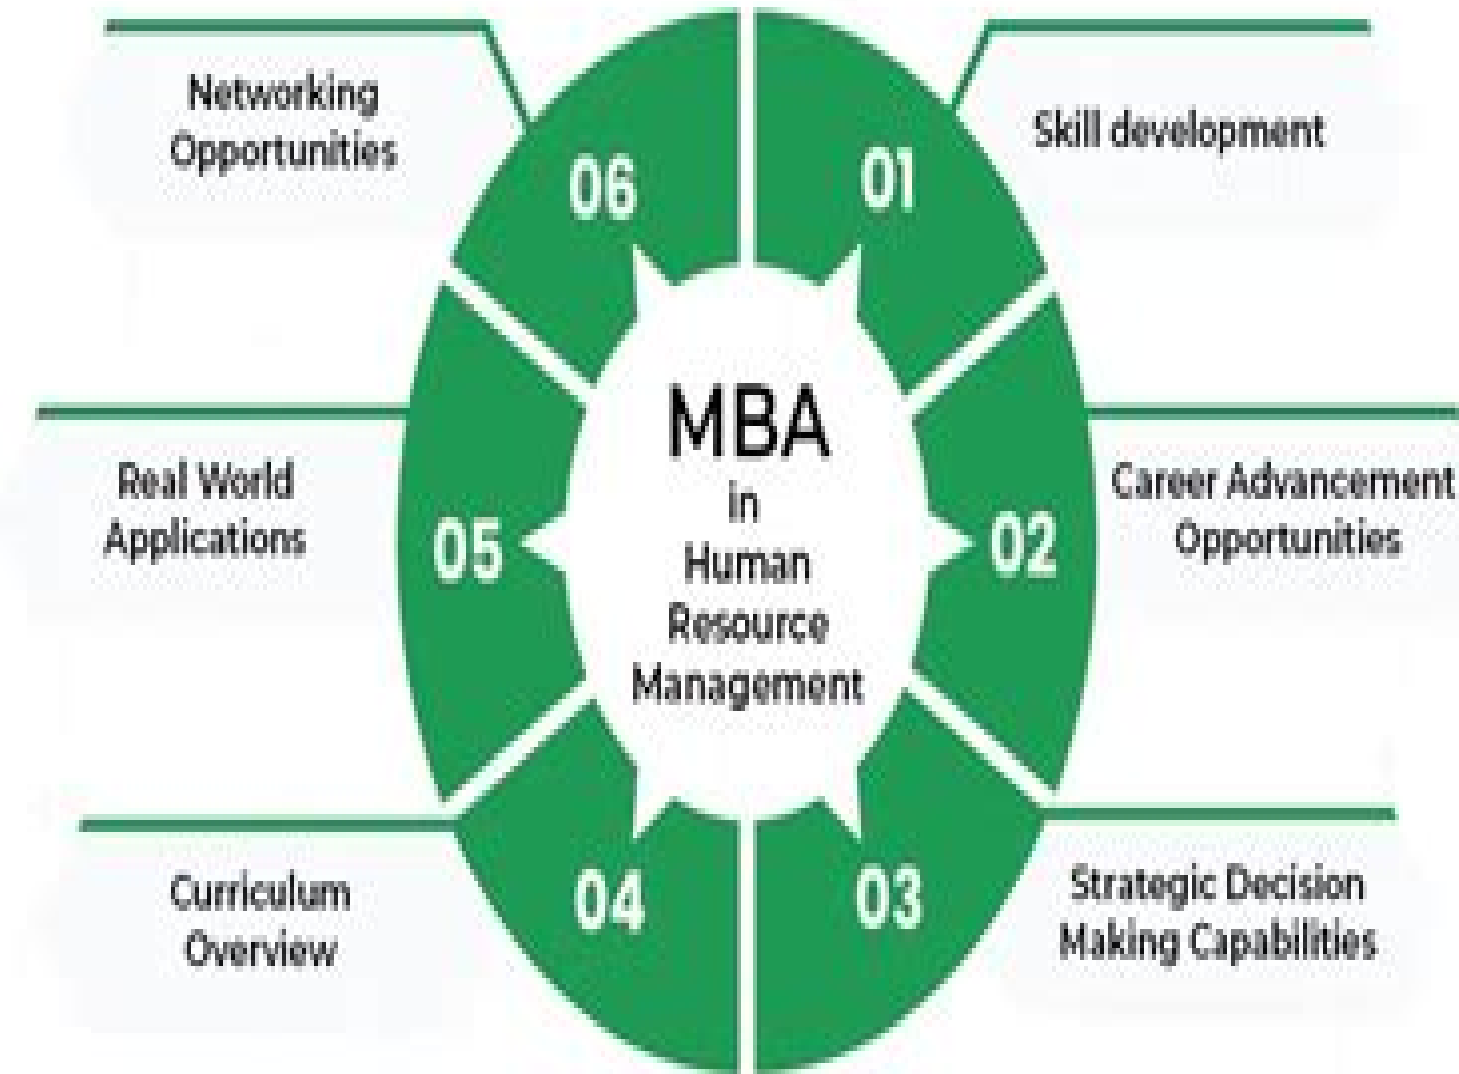 MBA
in
Human
Resource
Management
01
Skill development
02
Career Advancement
Opportunities
03
Strategic Decision
Making Capabilities
04
Curriculum
Overview
05
Real World
Applications
06
Networking
Opportunities